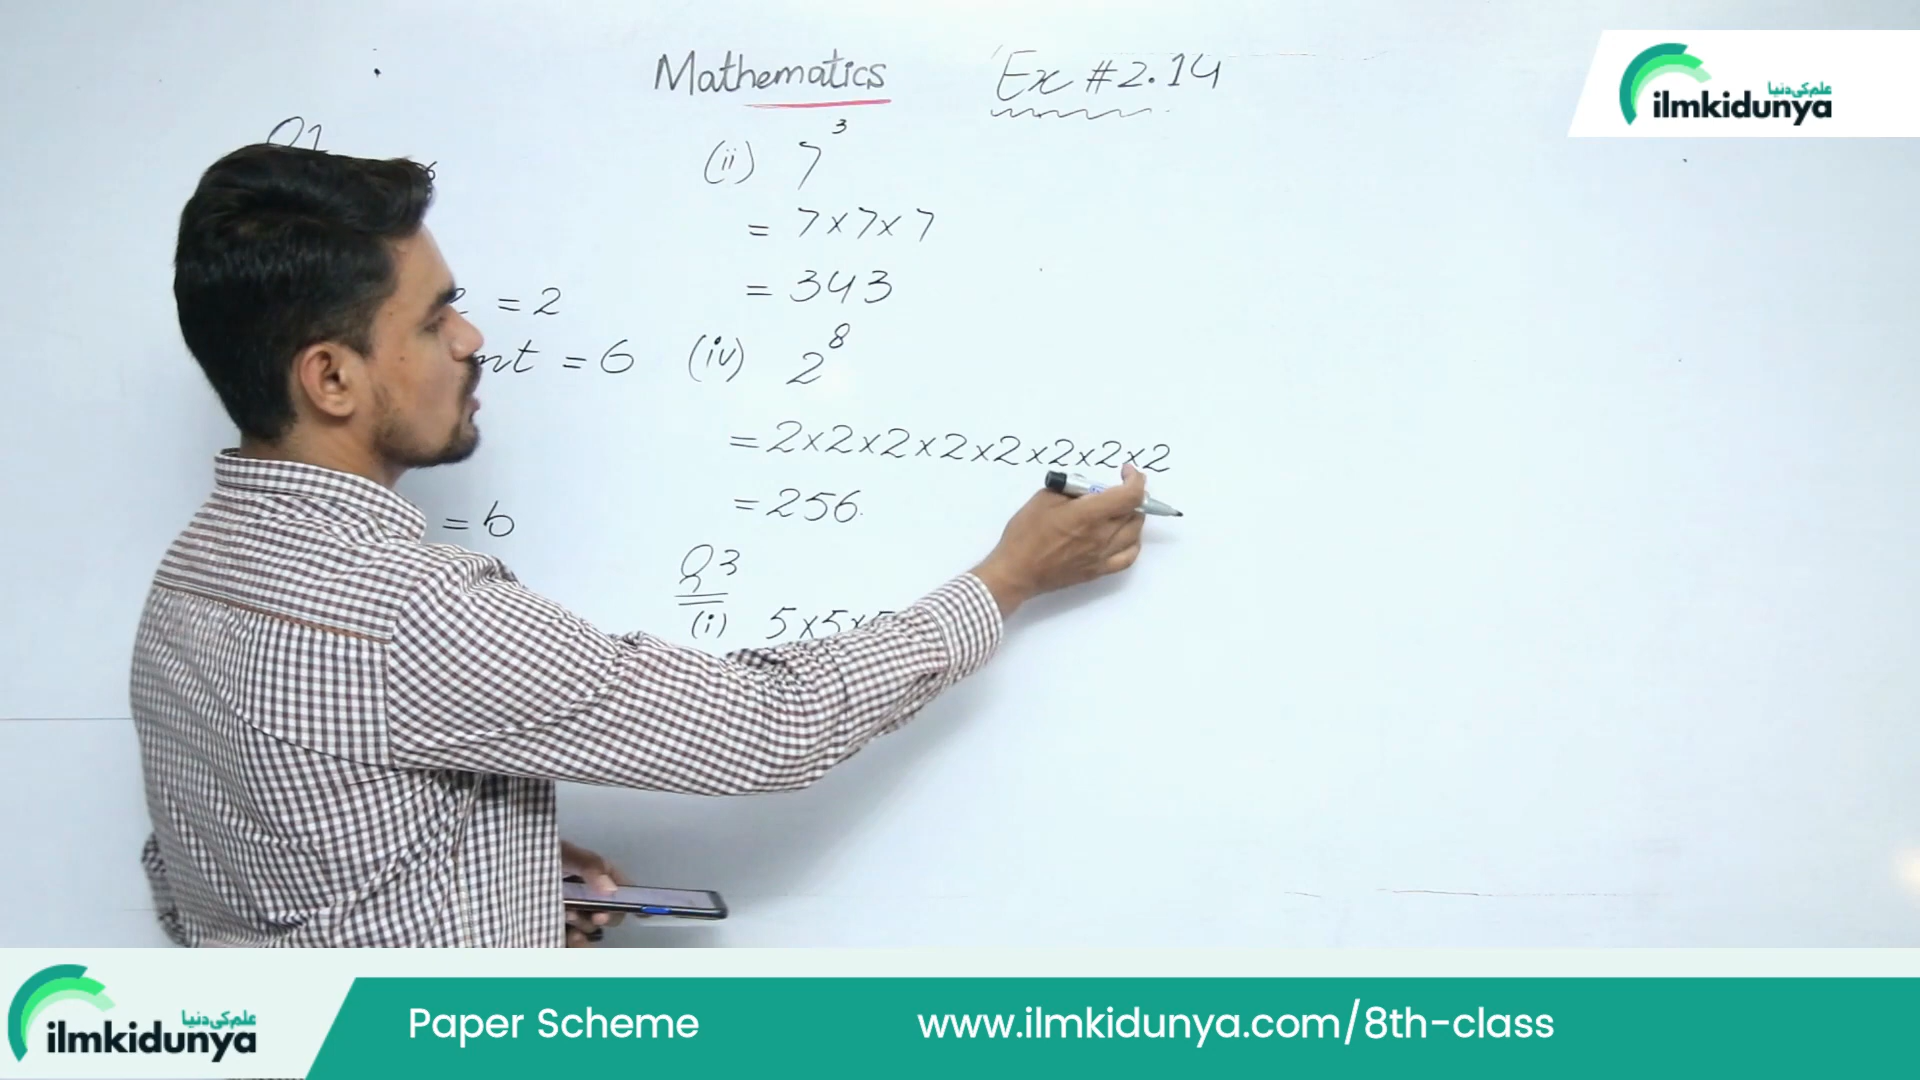 Mathematics Ex #2.14
علم کی دنیا
ilmkidunya
Q1
= 2
= 6
= b
(ii) 7³
= 7×7×7
= 343
(iv) 2⁸
= 2×2×2×2×2×2×2×2
= 256.
Q3
(i) 5×5×5
علم کی دنیا
ilmkidunya
Paper Scheme
www.ilmkidunya.com/8th-class